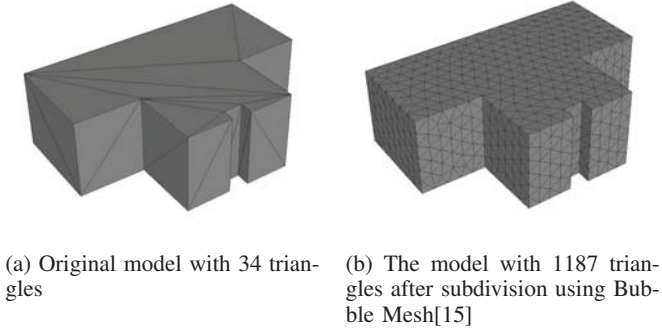 (a) Original model with 34 trian-
gles
(b) The model with 1187 trian-
gles after subdivision using Bub-
ble Mesh[15]